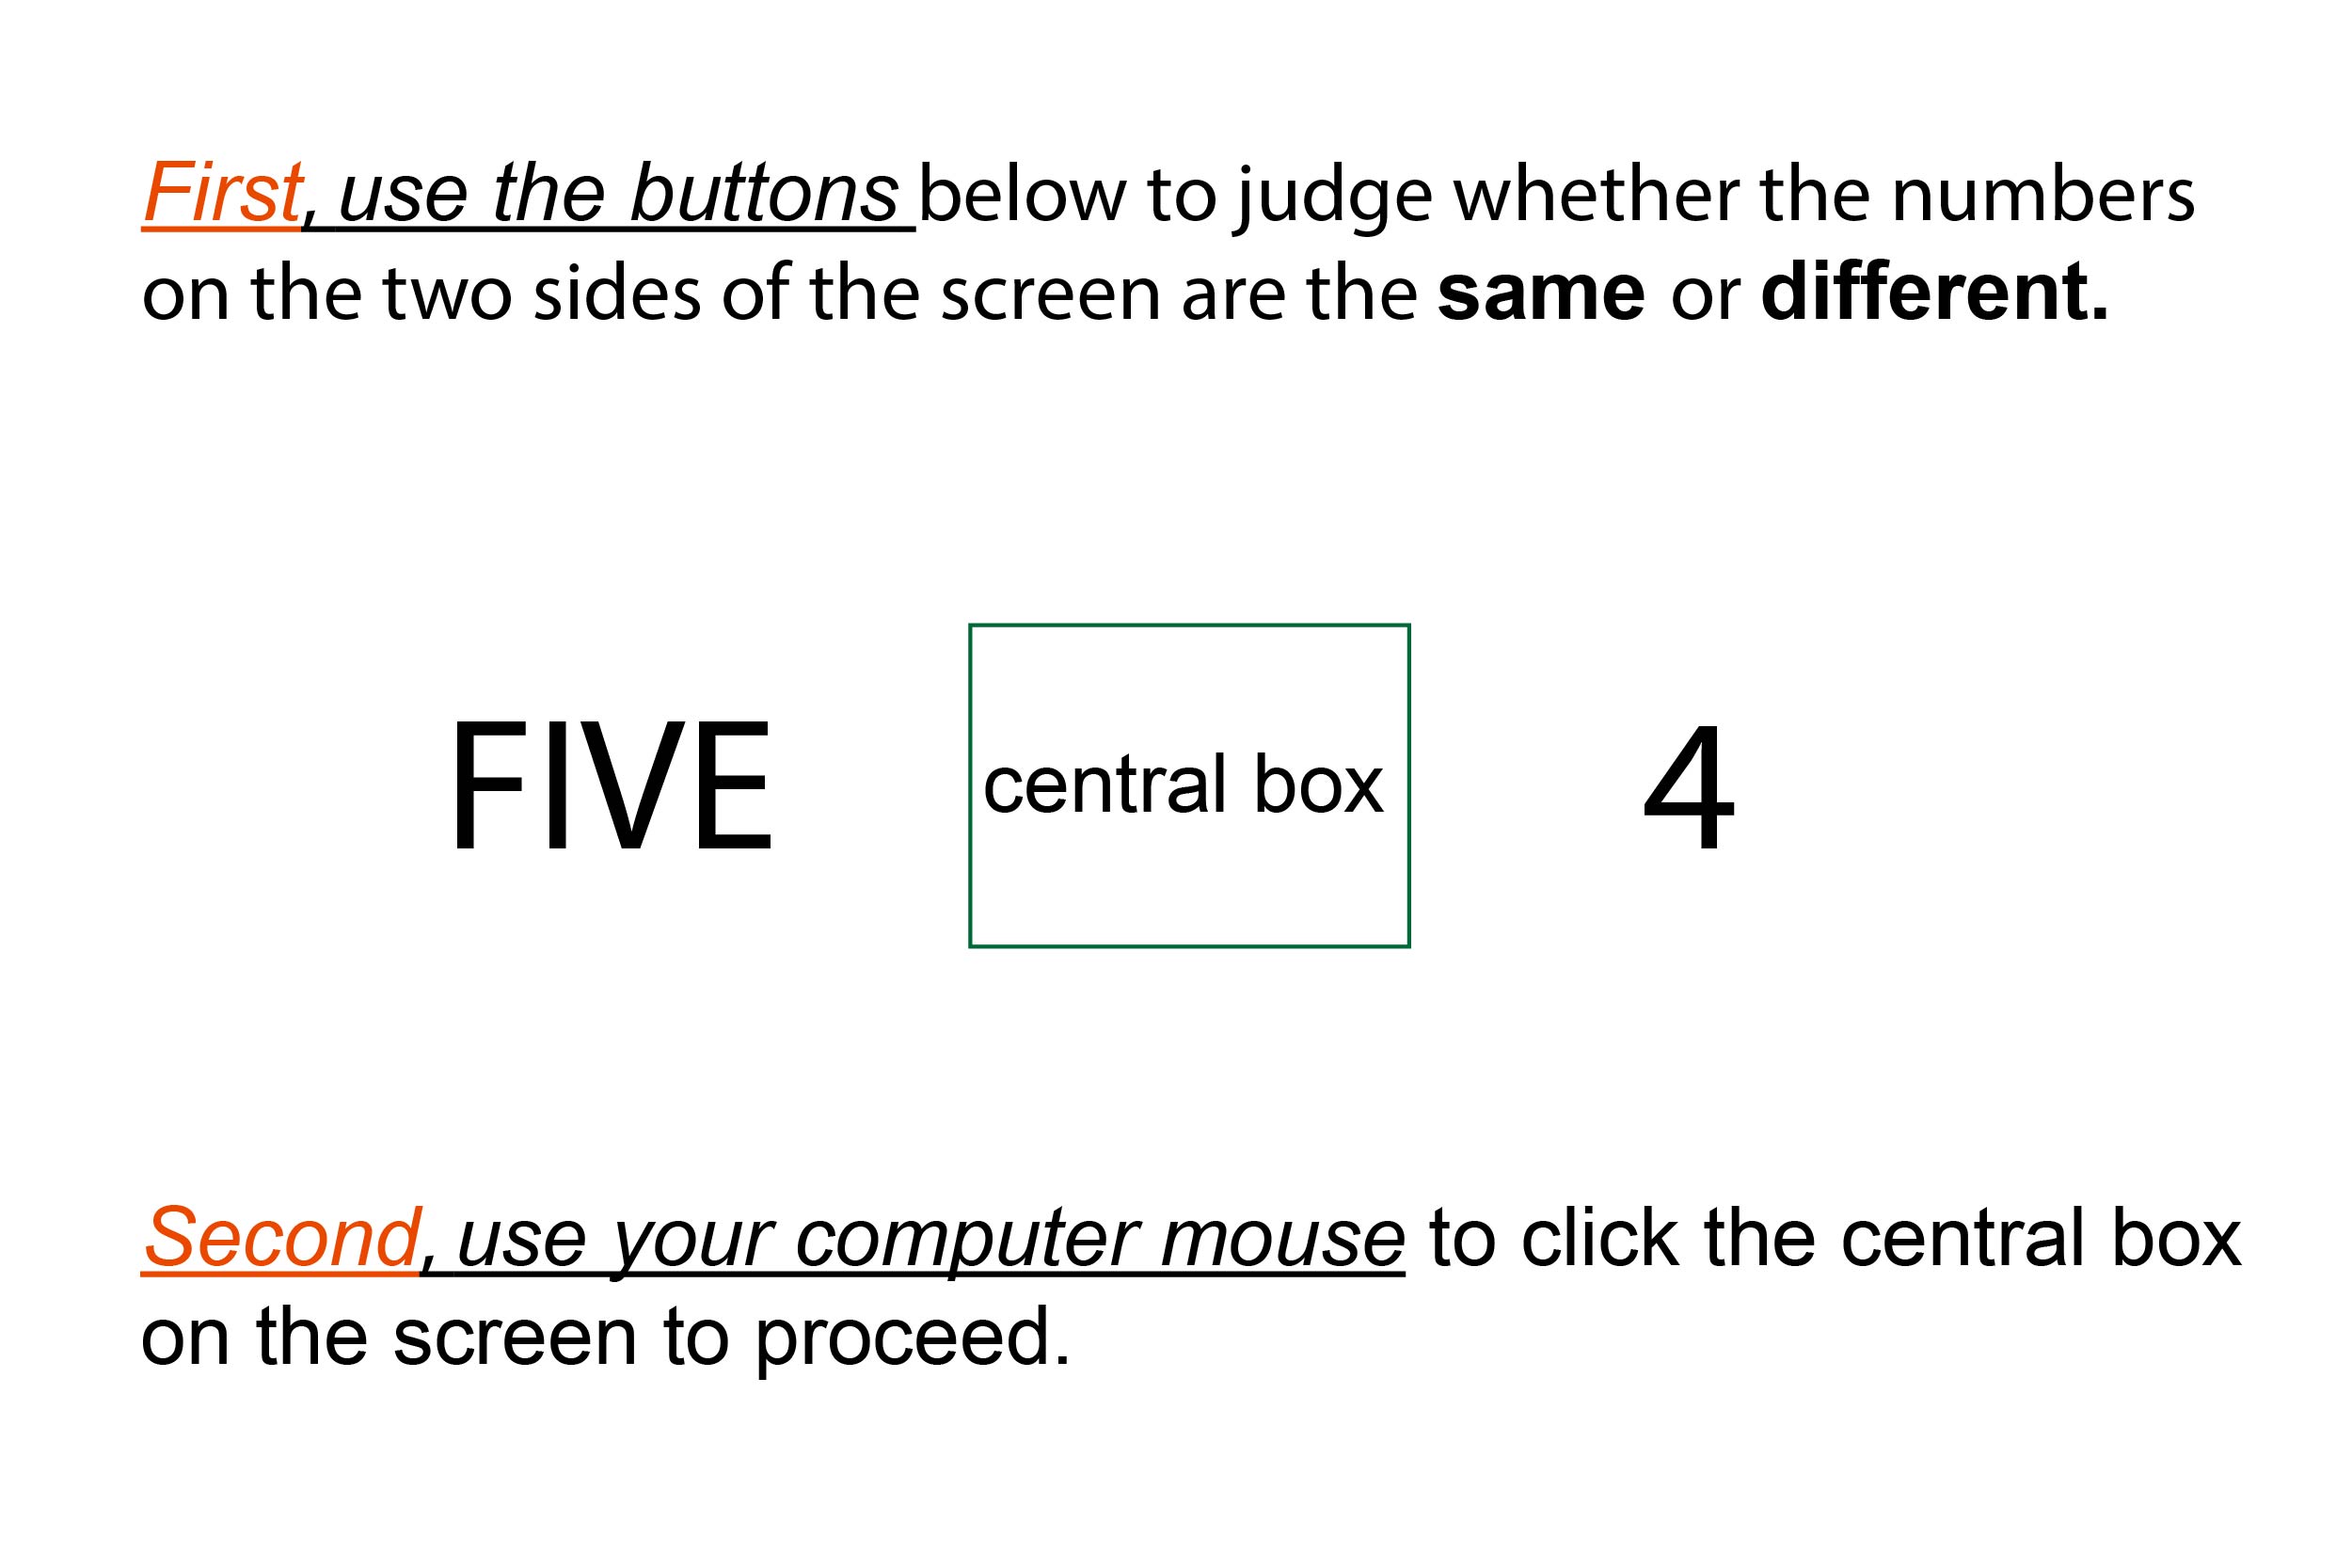 First, use the buttons below to judge whether the numbers
on the two sides of the screen are the same or different.
FIVE
central box
4
Second, use your computer mouse to click the central box
on the screen to proceed.